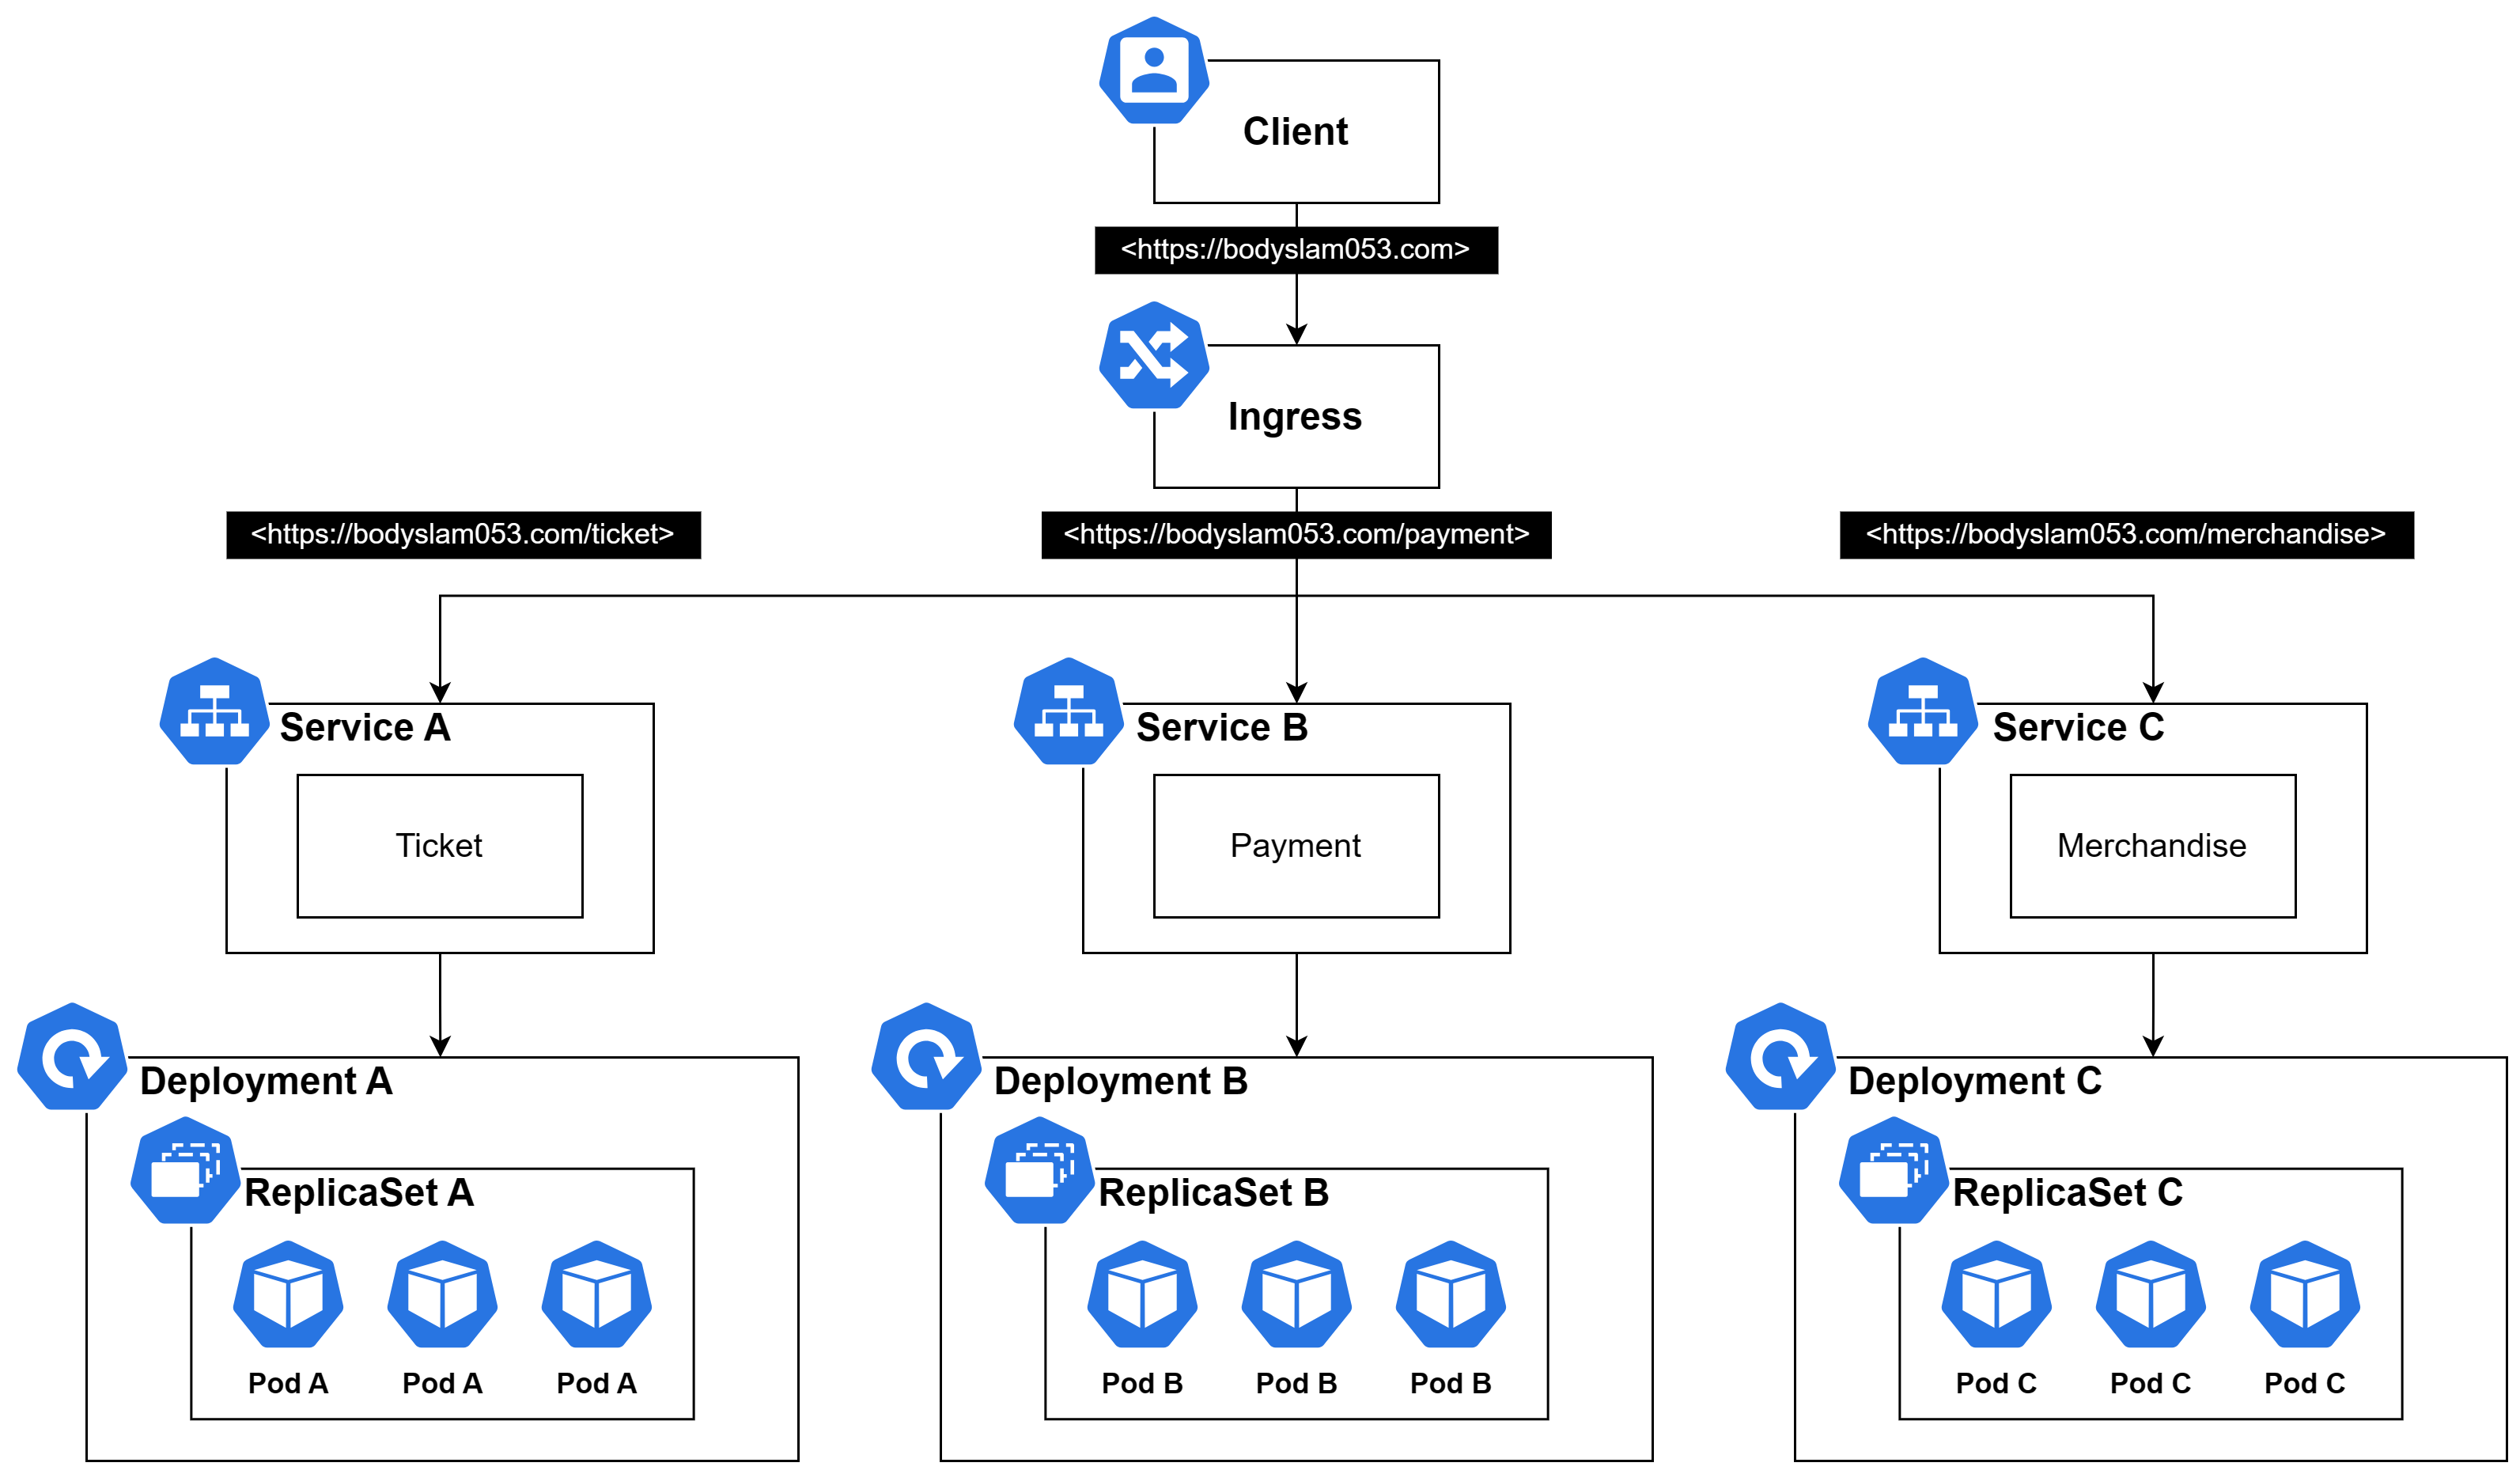 Client
<https://bodyslam053.com>
Ingress
<https://bodyslam053.com/ticket>
<https://bodyslam053.com/payment>
<https://bodyslam053.com/merchandise>
Service A
Service B
Service C
Ticket
Payment
Merchandise
Deployment A
Deployment B
Deployment C
ReplicaSet A
ReplicaSet B
ReplicaSet C
Pod A
Pod A
Pod A
Pod B
Pod B
Pod B
Pod C
Pod C
Pod C